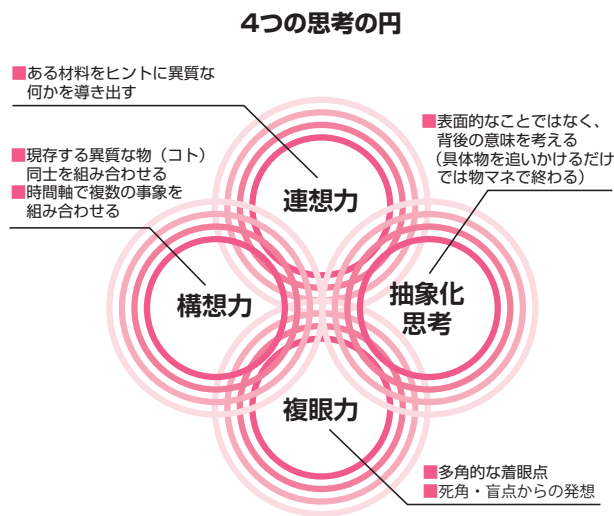 4つの思考の円
■ある材料をヒントに異質な
何かを導き出す
■表面的なことではなく、
背後の意味を考える
（具体物を追いかけるだけ
では物マネで終わる）
■現存する異質な物（コト）
同士を組み合わせる
■時間軸で複数の事象を
組み合わせる
連想力
構想力
抽象化
思考
複眼力
■多角的な着眼点
■死角・盲点からの発想